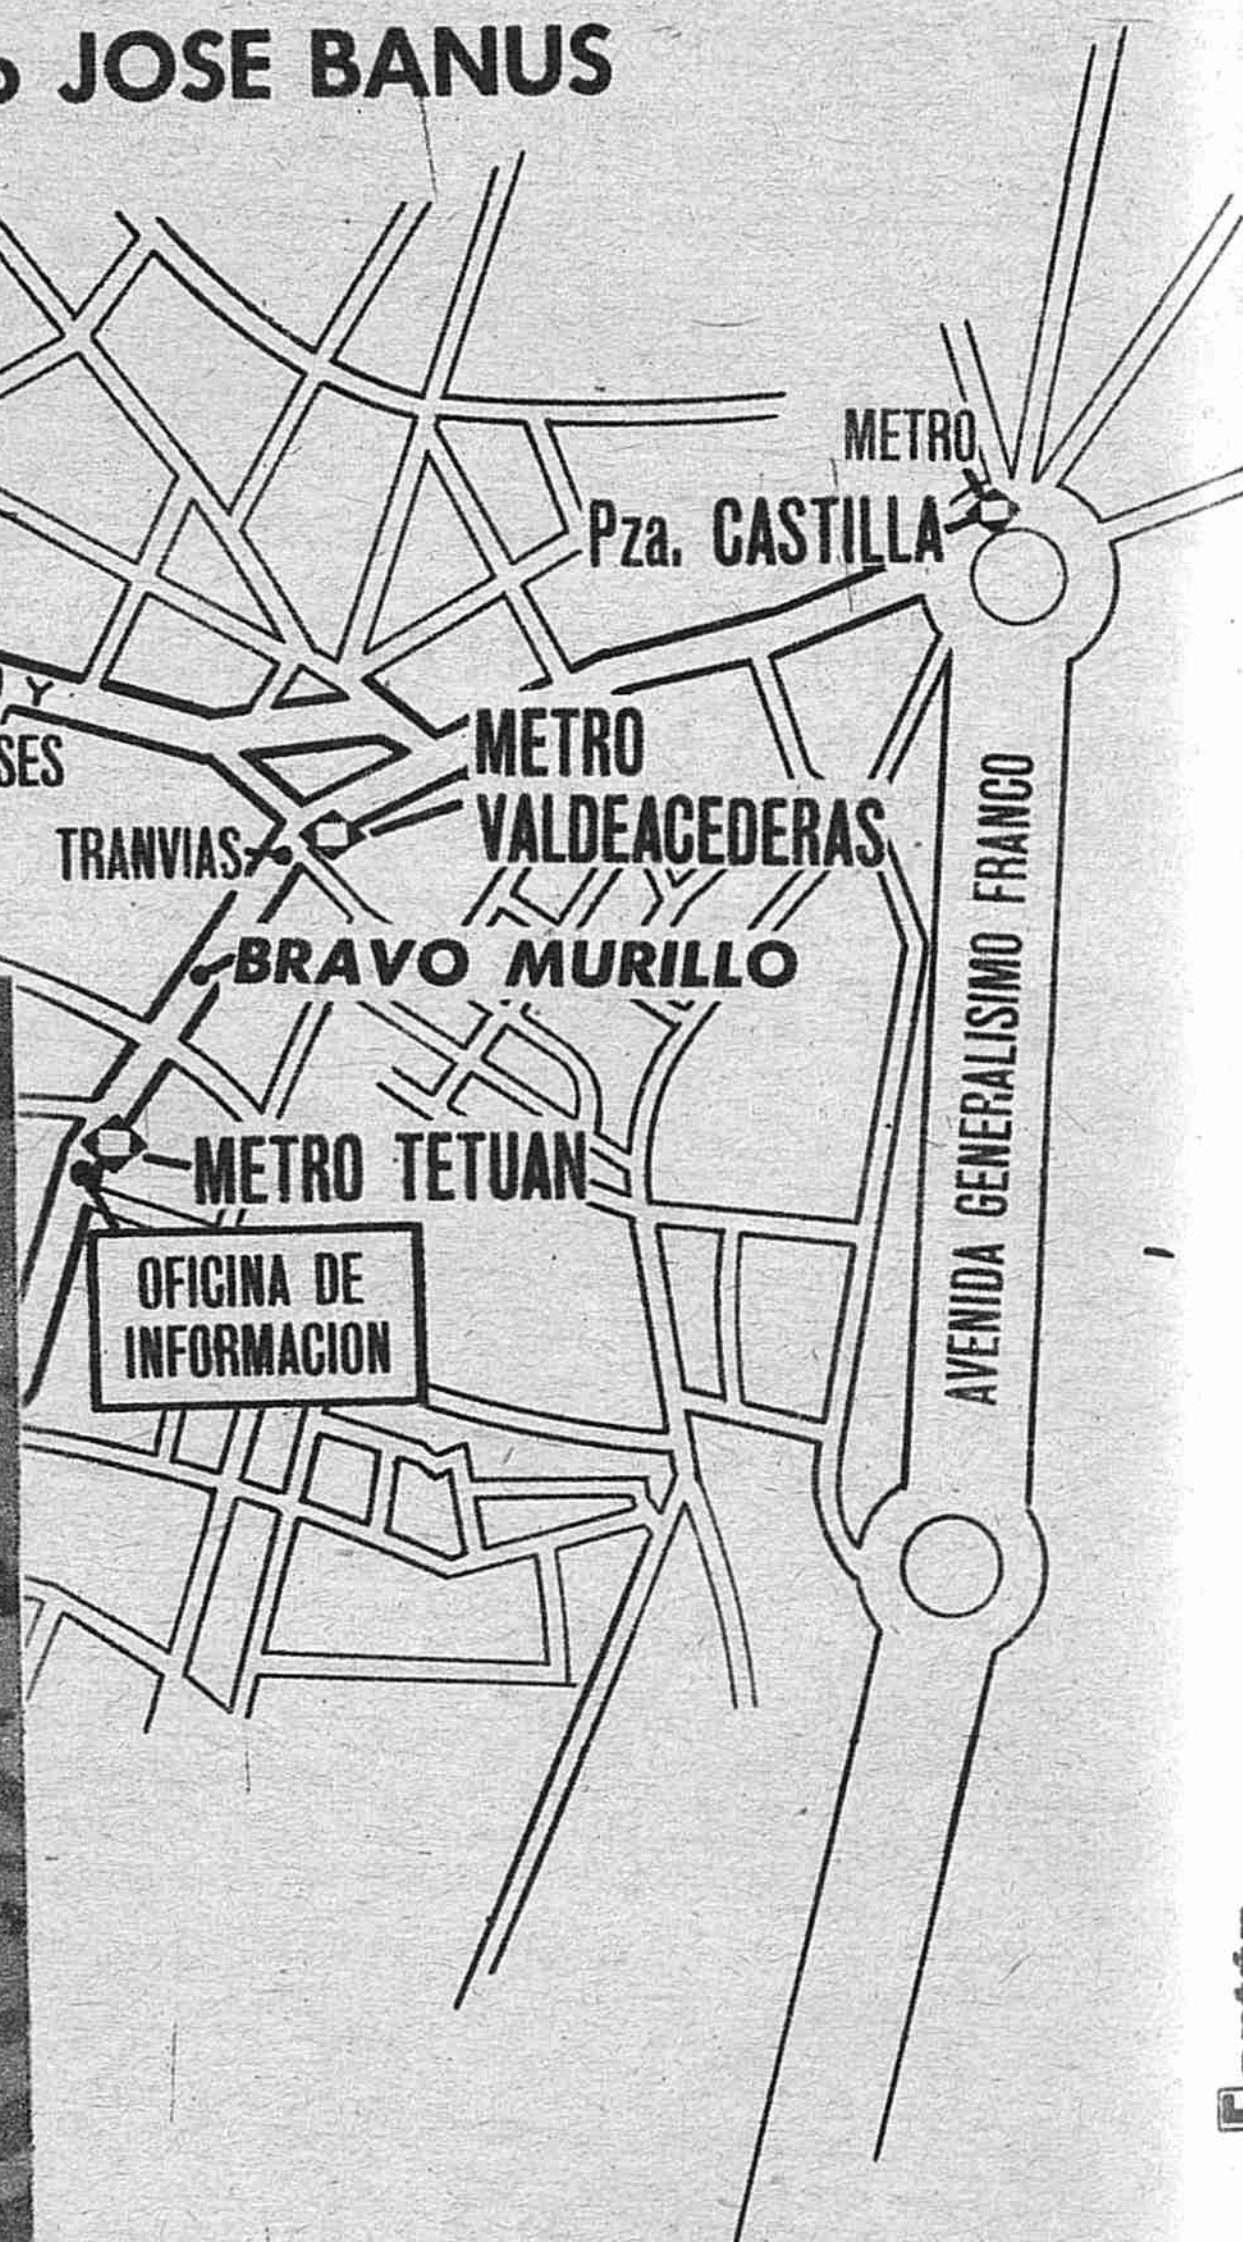 JOSE BANUS
METRO
Pza. CASTILLA
Y
METRO
VALDEACEDERAS
TRANVIAS
BRAVO MURILLO
METRO TETUAN
OFICINA DE
INFORMACION
AVENIDA GENERALISIMO FRANCO